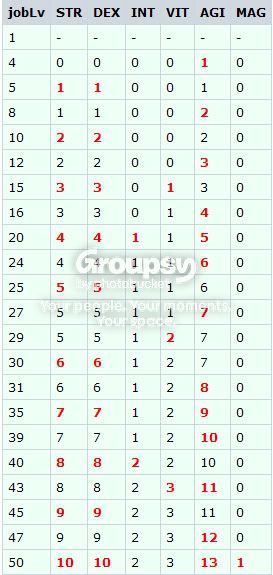 jobLv STR DEX INT VIT AGI MAG
1 - - - - - -
4 0 0 0 0 1 0
5 1 1 0 0 1 0
8 1 1 0 0 2 0
10 2 2 0 0 2 0
12 2 2 0 0 3 0
15 3 3 0 1 3 0
16 3 3 0 1 4 0
20 4 4 1 1 5 0
24 4 4 1 1 6 0
Groupsy
by photobucket
25 5 5 1 1 6 0
Your people. Your moments.
Your space.
27 5 5 1 1 7 0
29 5 5 1 2 7 0
30 6 6 1 2 7 0
31 6 6 1 2 8 0
35 7 7 1 2 9 0
39 7 7 1 2 10 0
40 8 8 2 2 10 0
43 8 8 2 3 11 0
45 9 9 2 3 11 0
47 9 9 2 3 12 0
50 10 10 2 3 13 1